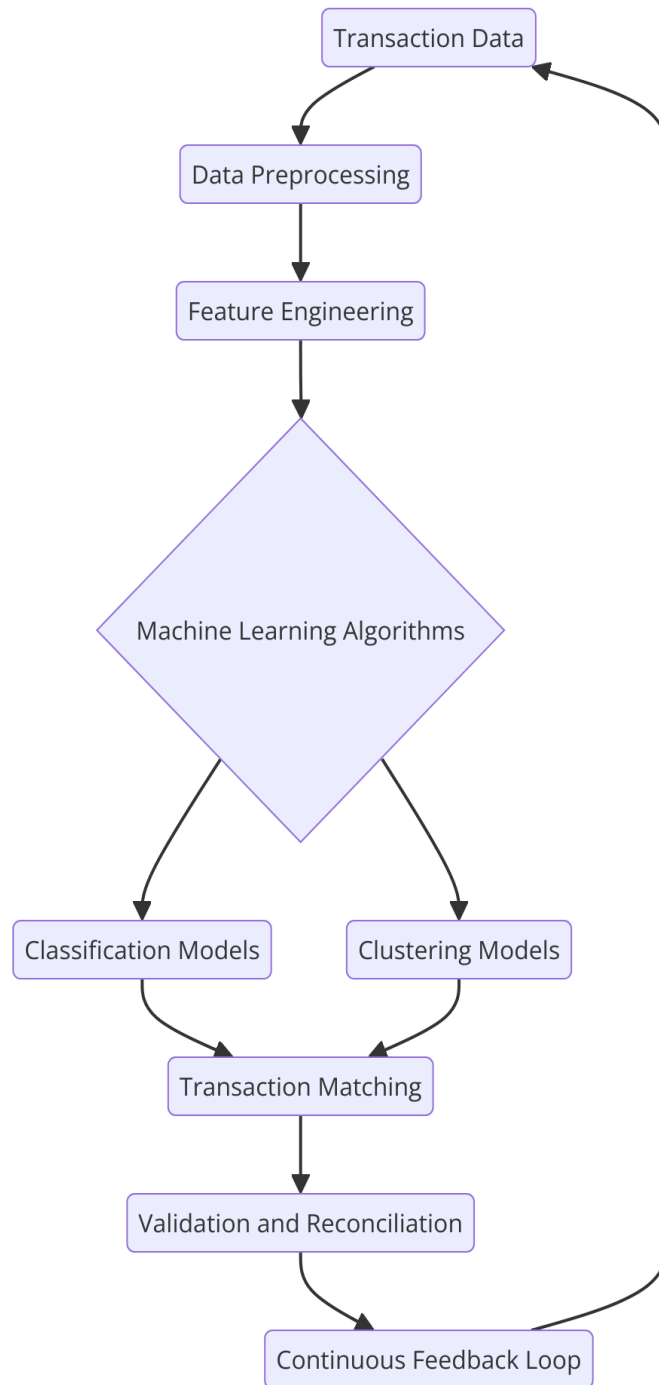 Transaction Data
Data Preprocessing
Feature Engineering
Machine Learning Algorithms
Classification Models
Clustering Models
Transaction Matching
Validation and Reconciliation
Continuous Feedback Loop